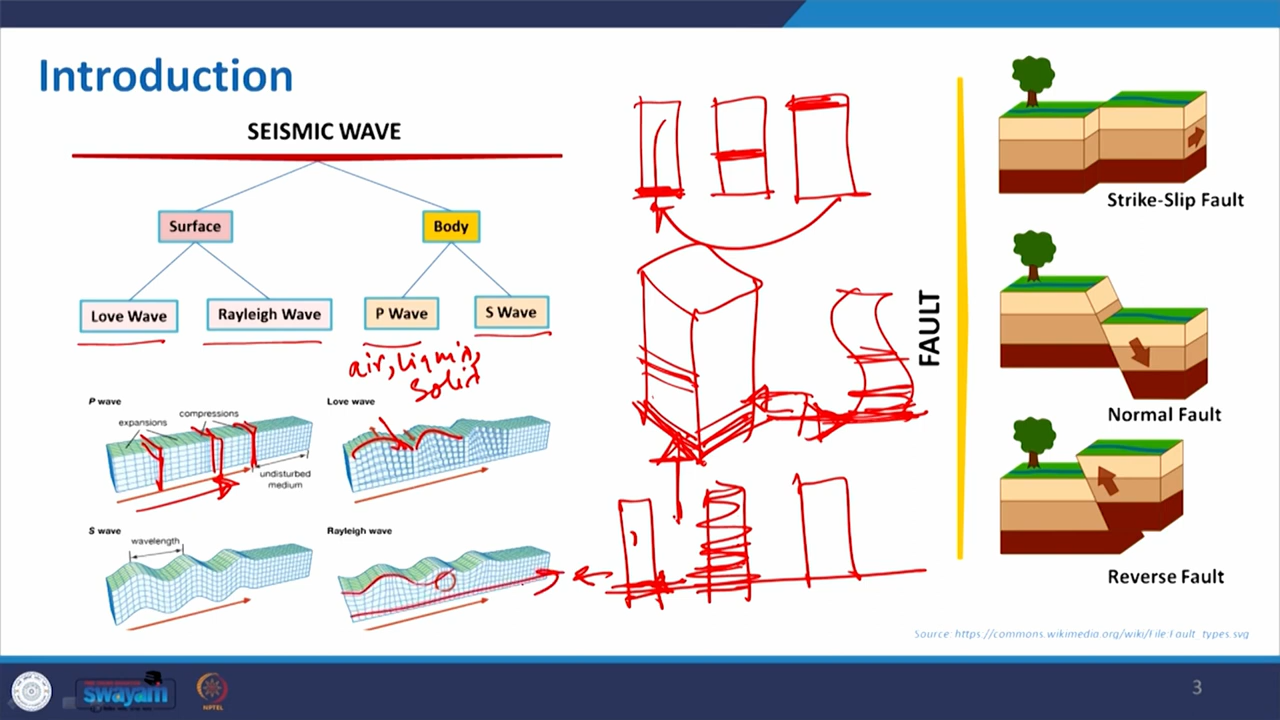 Introduction
SEISMIC WAVE
Surface
Body
Love Wave
Rayleigh Wave
P Wave
S Wave
air, liquid,
solid
P wave
expansions
compressions
undisturbed
medium
Love wave
S wave
wavelength
Rayleigh wave
FAULT
Strike-Slip Fault
Normal Fault
Reverse Fault
Source: https://commons.wikimedia.org/wiki/File:Fault_types.svg
swayam
NPTEL
3